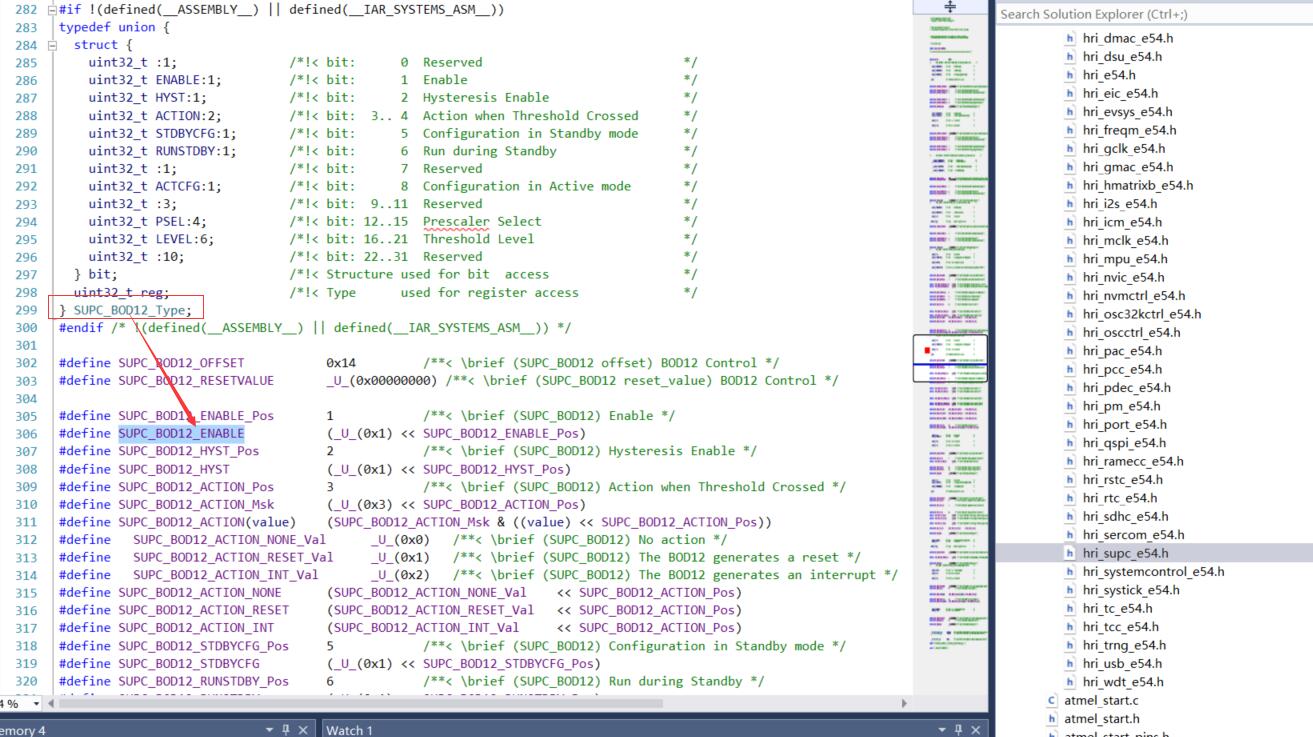 282 #if !(defined(__ASSEMBLY__) || defined(__IAR_SYSTEMS_ASM__))
283 typedef union {
284 struct {
285 uint32_t :1; /*!< bit: 0 Reserved */
286 uint32_t ENABLE:1; /*!< bit: 1 Enable */
287 uint32_t HYST:1; /*!< bit: 2 Hysteresis Enable */
288 uint32_t ACTION:2; /*!< bit: 3.. 4 Action when Threshold Crossed */
289 uint32_t STDBYCFG:1; /*!< bit: 5 Configuration in Standby mode */
290 uint32_t RUNSTDBY:1; /*!< bit: 6 Run during Standby */
291 uint32_t :1; /*!< bit: 7 Reserved */
292 uint32_t ACTCFG:1; /*!< bit: 8 Configuration in Active mode */
293 uint32_t :3; /*!< bit: 9..11 Reserved */
294 uint32_t PSEL:4; /*!< bit: 12..15 Prescaler Select */
295 uint32_t LEVEL:6; /*!< bit: 16..21 Threshold Level */
296 uint32_t :10; /*!< bit: 22..31 Reserved */
297 } bit; /*!< Structure used for bit access */
298 uint32_t reg; /*!< Type used for register access */
299 } SUPC_BOD12_Type;
300 #endif /* !(defined(__ASSEMBLY__) || defined(__IAR_SYSTEMS_ASM__)) */
301
302 #define SUPC_BOD12_OFFSET 0x14 /**< \brief (SUPC_BOD12 offset) BOD12 Control */
303 #define SUPC_BOD12_RESETVALUE _U_(0x00000000) /**< \brief (SUPC_BOD12 reset_value) BOD12 Control */
304
305 #define SUPC_BOD12_ENABLE_Pos 1 /**< \brief (SUPC_BOD12) Enable */
306 #define SUPC_BOD12_ENABLE (_U_(0x1) << SUPC_BOD12_ENABLE_Pos)
307 #define SUPC_BOD12_HYST_Pos 2 /**< \brief (SUPC_BOD12) Hysteresis Enable */
308 #define SUPC_BOD12_HYST (_U_(0x1) << SUPC_BOD12_HYST_Pos)
309 #define SUPC_BOD12_ACTION_Pos 3 /**< \brief (SUPC_BOD12) Action when Threshold Crossed */
310 #define SUPC_BOD12_ACTION_Msk (_U_(0x3) << SUPC_BOD12_ACTION_Pos)
311 #define SUPC_BOD12_ACTION(value) (SUPC_BOD12_ACTION_Msk & ((value) << SUPC_BOD12_ACTION_Pos))
312 #define SUPC_BOD12_ACTION_NONE_Val _U_(0x0) /**< \brief (SUPC_BOD12) No action */
313 #define SUPC_BOD12_ACTION_RESET_Val _U_(0x1) /**< \brief (SUPC_BOD12) The BOD12 generates a reset */
314 #define SUPC_BOD12_ACTION_INT_Val _U_(0x2) /**< \brief (SUPC_BOD12) The BOD12 generates an interrupt */
315 #define SUPC_BOD12_ACTION_NONE (SUPC_BOD12_ACTION_NONE_Val << SUPC_BOD12_ACTION_Pos)
316 #define SUPC_BOD12_ACTION_RESET (SUPC_BOD12_ACTION_RESET_Val << SUPC_BOD12_ACTION_Pos)
317 #define SUPC_BOD12_ACTION_INT (SUPC_BOD12_ACTION_INT_Val << SUPC_BOD12_ACTION_Pos)
318 #define SUPC_BOD12_STDBYCFG_Pos 5 /**< \brief (SUPC_BOD12) Configuration in Standby mode */
319 #define SUPC_BOD12_STDBYCFG (_U_(0x1) << SUPC_BOD12_STDBYCFG_Pos)
320 #define SUPC_BOD12_RUNSTDBY_Pos 6 /**< \brief (SUPC_BOD12) Run during Standby */
4 %
emory 4
Watch 1
Search Solution Explorer (Ctrl+;)
hri_dmac_e54.h
hri_dsu_e54.h
hri_e54.h
hri_eic_e54.h
hri_evsys_e54.h
hri_freqm_e54.h
hri_gclk_e54.h
hri_gmac_e54.h
hri_hmatrixb_e54.h
hri_i2s_e54.h
hri_icm_e54.h
hri_mclk_e54.h
hri_mpu_e54.h
hri_nvic_e54.h
hri_nvmctrl_e54.h
hri_osc32kctrl_e54.h
hri_oscctrl_e54.h
hri_pac_e54.h
hri_pcc_e54.h
hri_pdec_e54.h
hri_pm_e54.h
hri_port_e54.h
hri_qspi_e54.h
hri_ramecc_e54.h
hri_rstc_e54.h
hri_rtc_e54.h
hri_sdhc_e54.h
hri_sercom_e54.h
hri_supc_e54.h
hri_systemcontrol_e54.h
hri_systick_e54.h
hri_tc_e54.h
hri_tcc_e54.h
hri_trng_e54.h
hri_usb_e54.h
hri_wdt_e54.h
atmel_start.c
atmel_start.h
atmel_start_pins.h